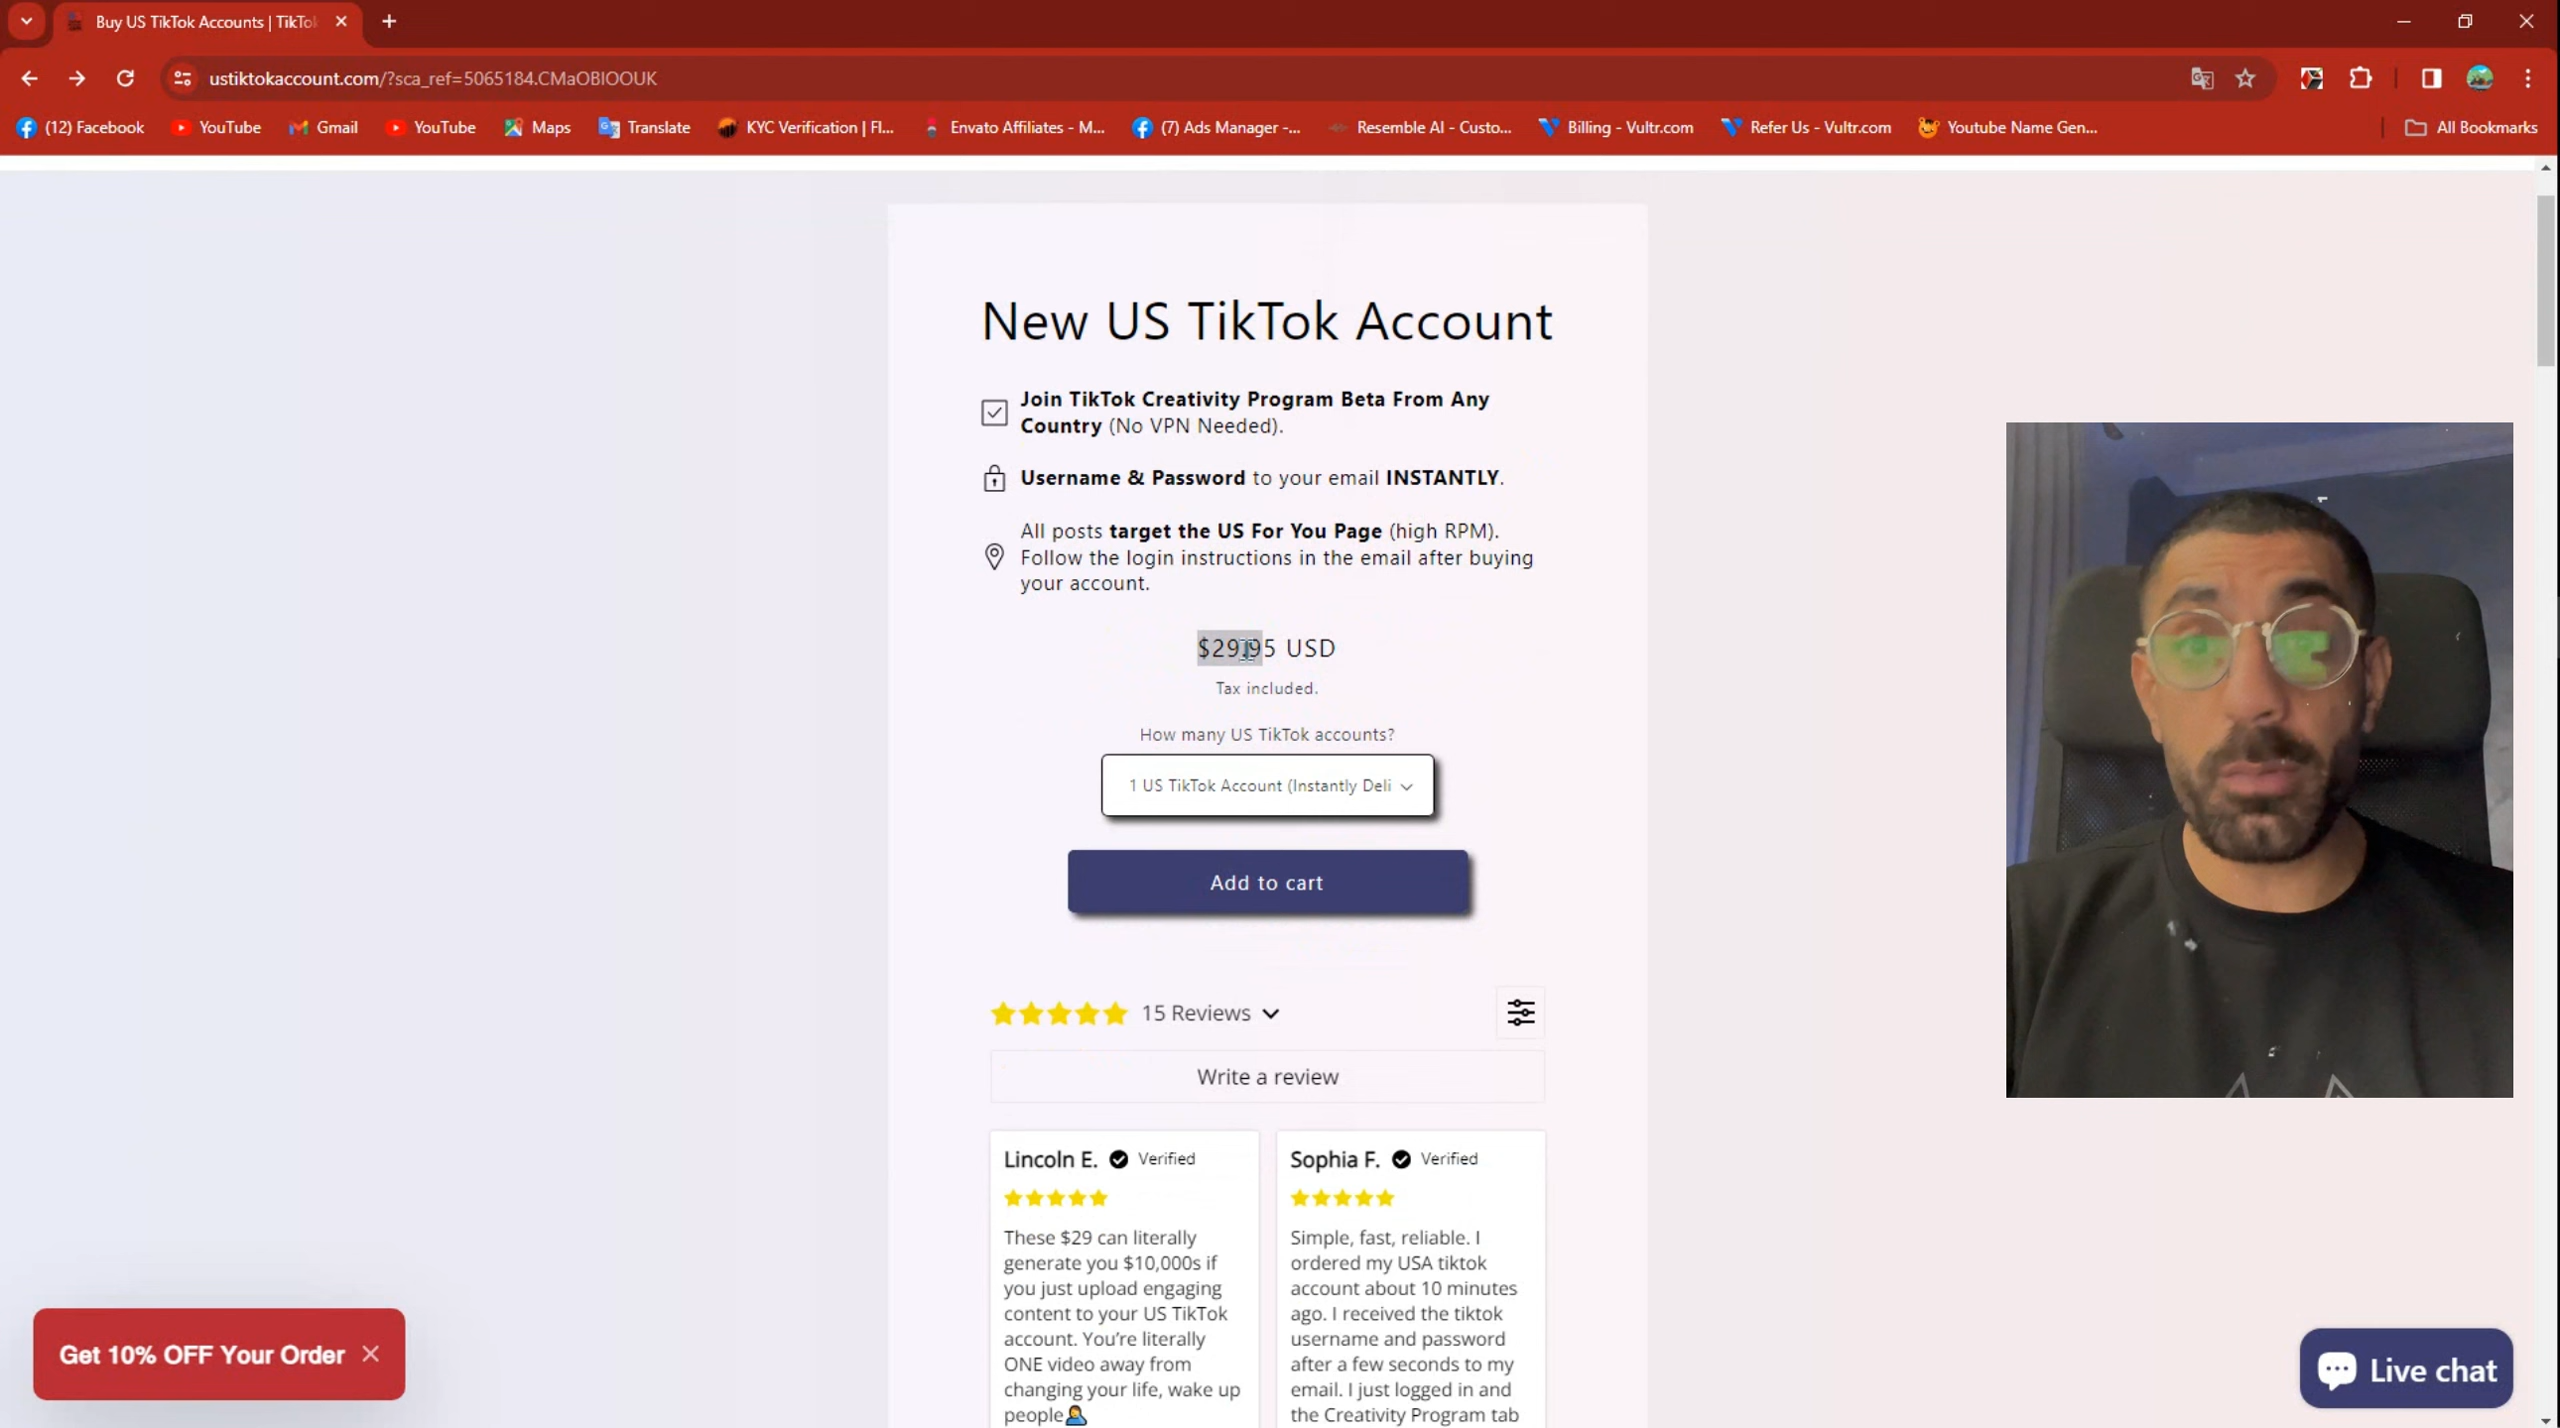 Buy US TikTok Accounts | TikTok
ustiktokaccount.com/?sca_ref=5065184.CMaOBIOOUK
(12) Facebook
YouTube
Gmail
YouTube
Maps
Translate
KYC Verification | Fl...
Envato Affiliates - M...
(7) Ads Manager -...
Resemble AI - Custo...
Billing - Vultr.com
Refer Us - Vultr.com
Youtube Name Gen...
All Bookmarks
New US TikTok Account
Join TikTok Creativity Program Beta From Any
Country (No VPN Needed).
Username & Password to your email INSTANTLY.
All posts target the US For You Page (high RPM).
Follow the login instructions in the email after buying
your account.
$29.95 USD
Tax included.
How many US TikTok accounts?
1 US TikTok Account (Instantly Deli
Add to cart
15 Reviews
Write a review
Lincoln E. Verified
These $29 can literally
generate you $10,000s if
you just upload engaging
content to your US TikTok
account. You're literally
ONE video away from
changing your life, wake up
people
Sophia F. Verified
Simple, fast, reliable. I
ordered my USA tiktok
account about 10 minutes
ago. I received the tiktok
username and password
after a few seconds to my
email. I just logged in and
the Creativity Program tab
Get 10% OFF Your Order
Live chat